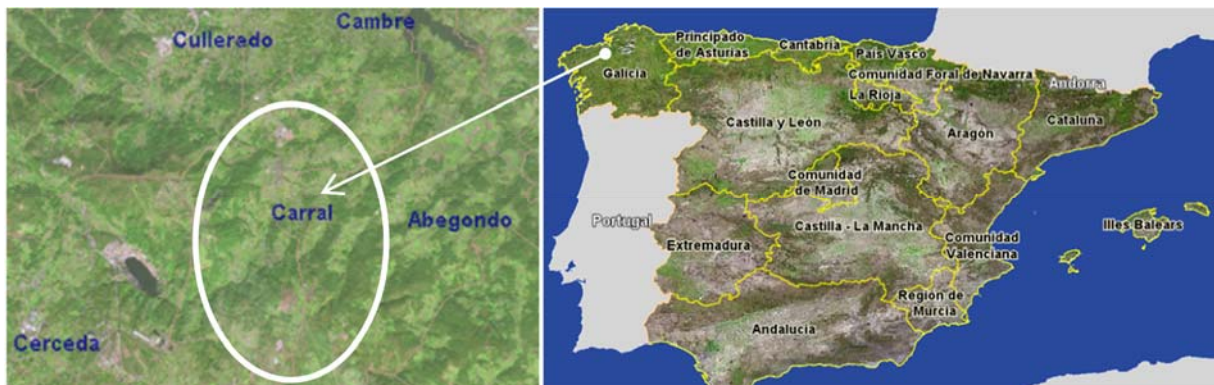 Cambre
Culleredo
Carral
Abegondo
Cerceda
Principado
de Asturias
Cantabria
País Vasco
Galicia
Comunidad Foral de Navarra
La Rioja
Andorra
Castilla y León
Aragón
Cataluña
Comunidad
de Madrid
Portugal
Extremadura
Castilla - La Mancha
Comunidad
Valenciana
Illes Balears
Región de
Murcia
Andalucía